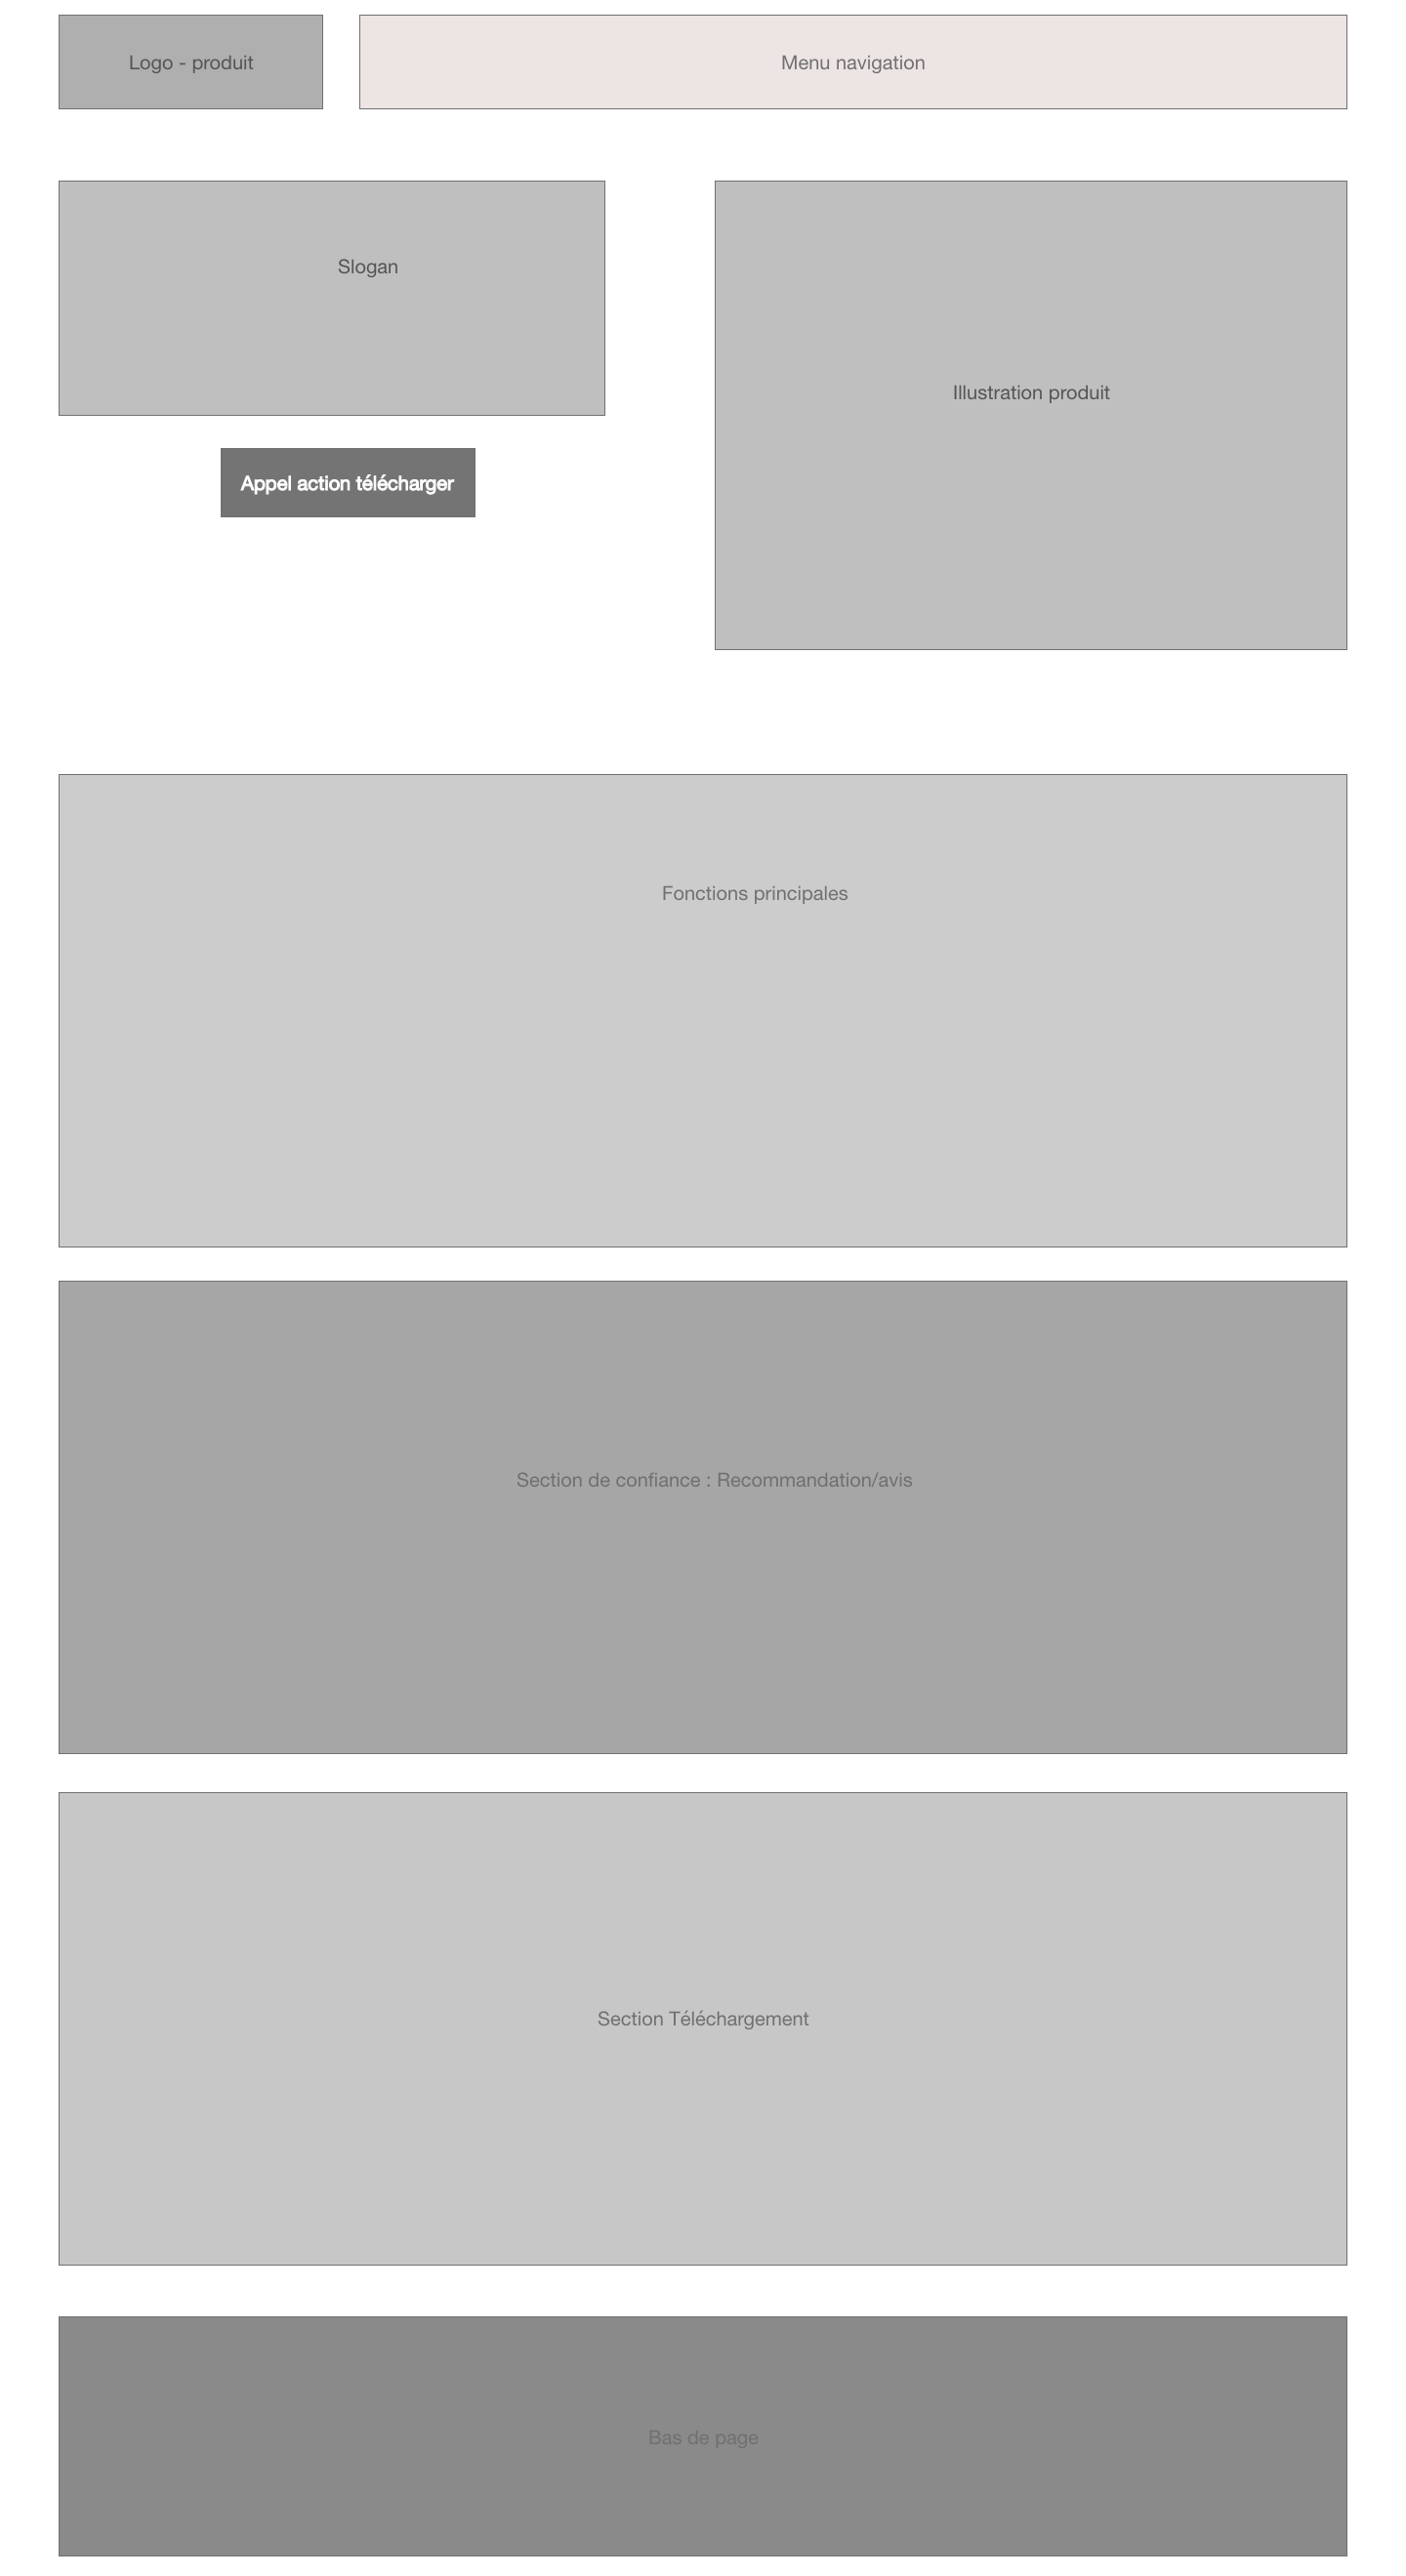 Logo - produit
Menu navigation
Slogan
Illustration produit
Appel action télécharger
Fonctions principales
Section de confiance : Recommandation/avis
Section Téléchargement
Bas de page